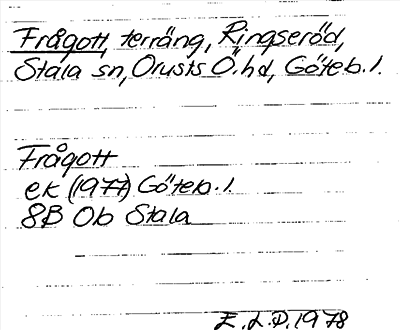 Frågott, terräng, Ringseröd,
Stala sn, Orusts Ö. hd, Göteb. l.
Frågott
ek (1977) Göteb. l
8B Ob Stala
E. L. P. 1978